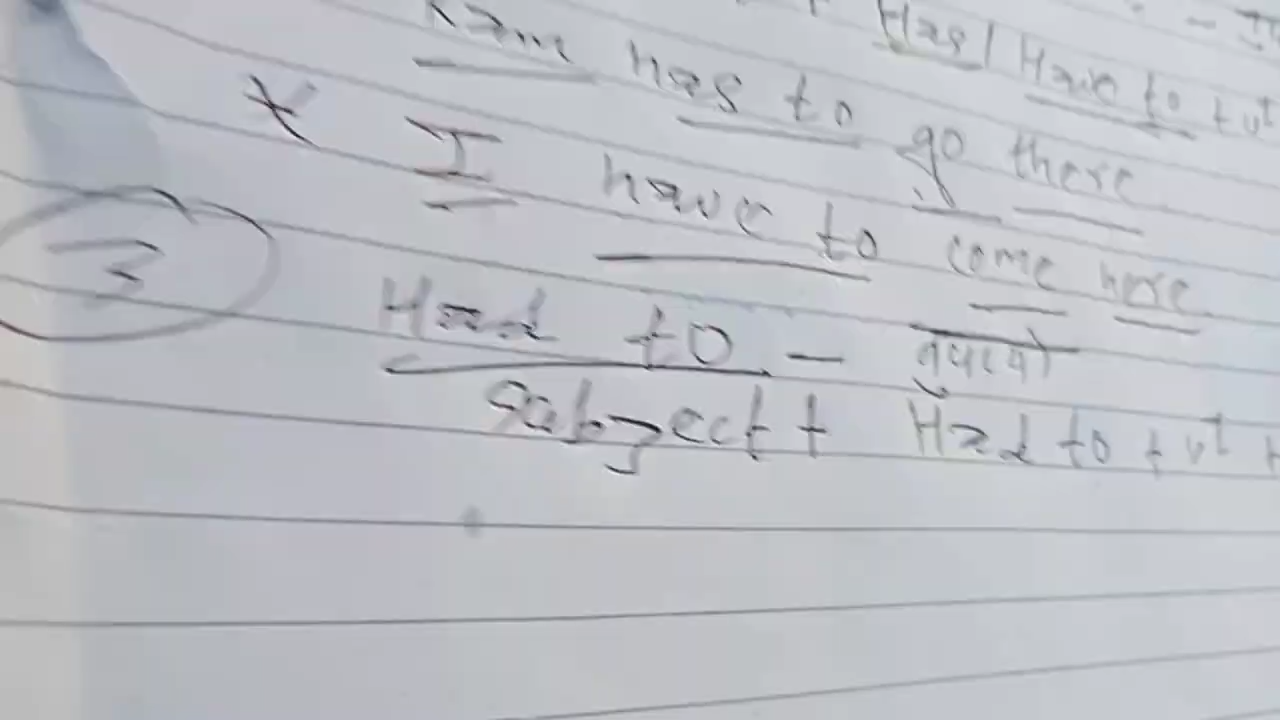 Has/Have to + v¹
Ram has to go there
* I have to come here.
3 Had to –
Subject + Had to + v¹ +